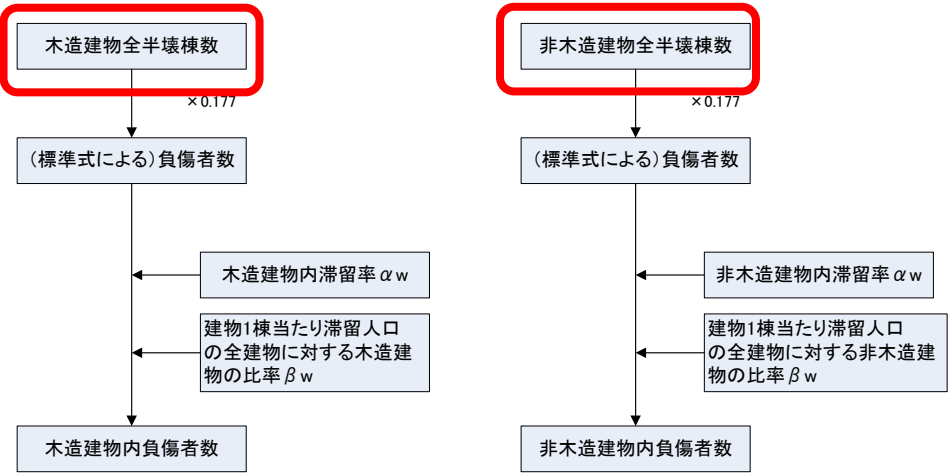 木造建物全半壊棟数
×0.177
(標準式による)負傷者数
木造建物内滞留率αw
建物1棟当たり滞留人口
の全建物に対する木造建
物の比率βw
木造建物内負傷者数
非木造建物全半壊棟数
×0.177
(標準式による)負傷者数
非木造建物内滞留率αw
建物1棟当たり滞留人口
の全建物に対する非木造建
物の比率βw
非木造建物内負傷者数